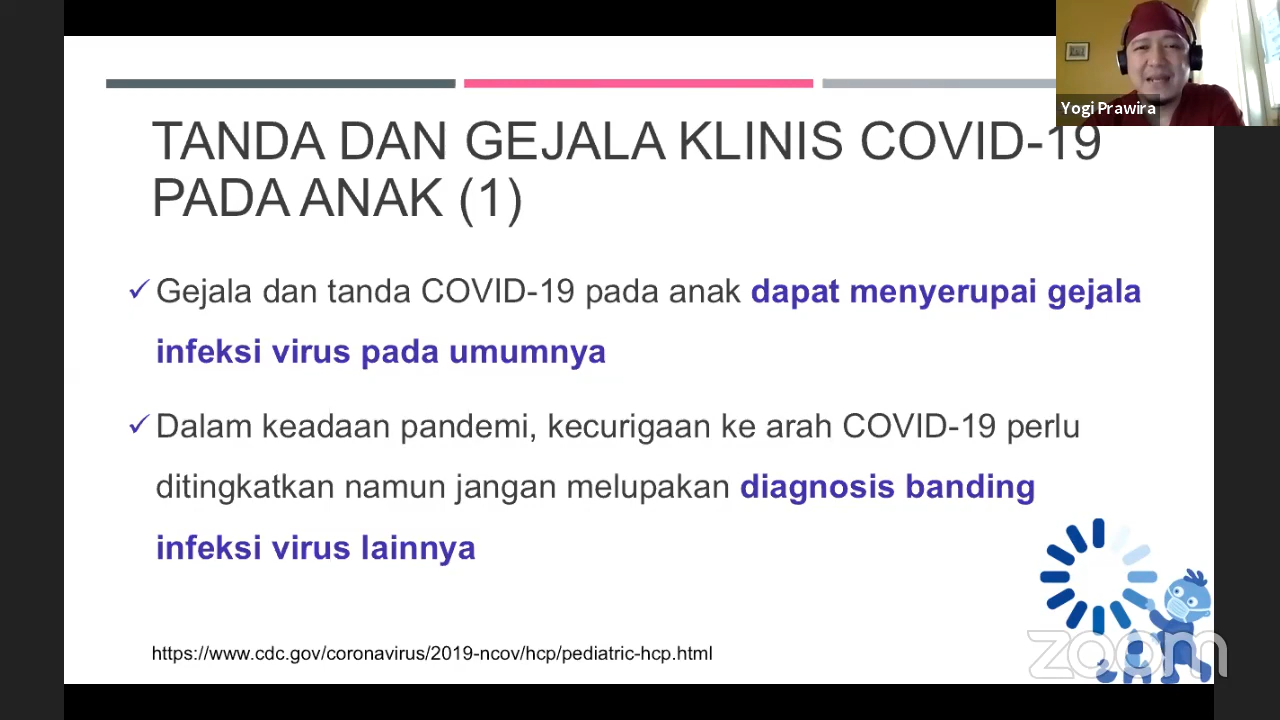 Yogi Prawira
TANDA DAN GEJALA KLINIS COVID-19
PADA ANAK (1)
✓ Gejala dan tanda COVID-19 pada anak dapat menyerupai gejala
infeksi virus pada umumnya
✓ Dalam keadaan pandemi, kecurigaan ke arah COVID-19 perlu
ditingkatkan namun jangan melupakan diagnosis banding
infeksi virus lainnya
https://www.cdc.gov/coronavirus/2019-ncov/hcp/pediatric-hcp.html
zoom